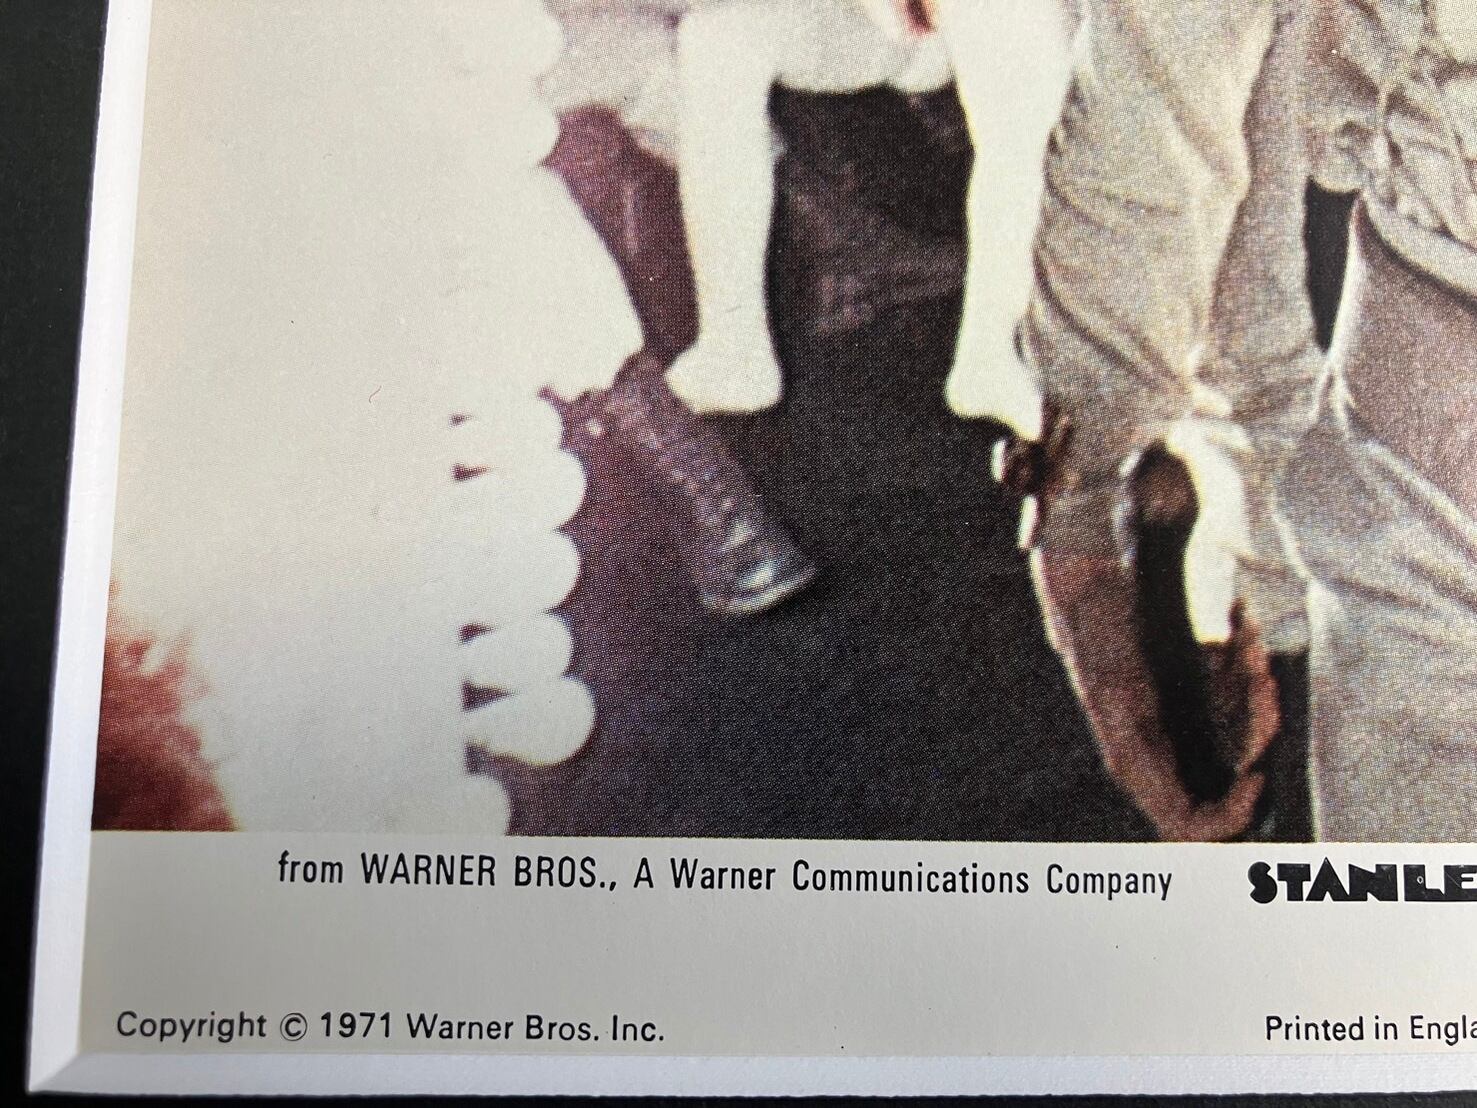 from WARNER BROS., A Warner Communications Company STANLE
Copyright © 1971 Warner Bros. Inc. Printed in Engla